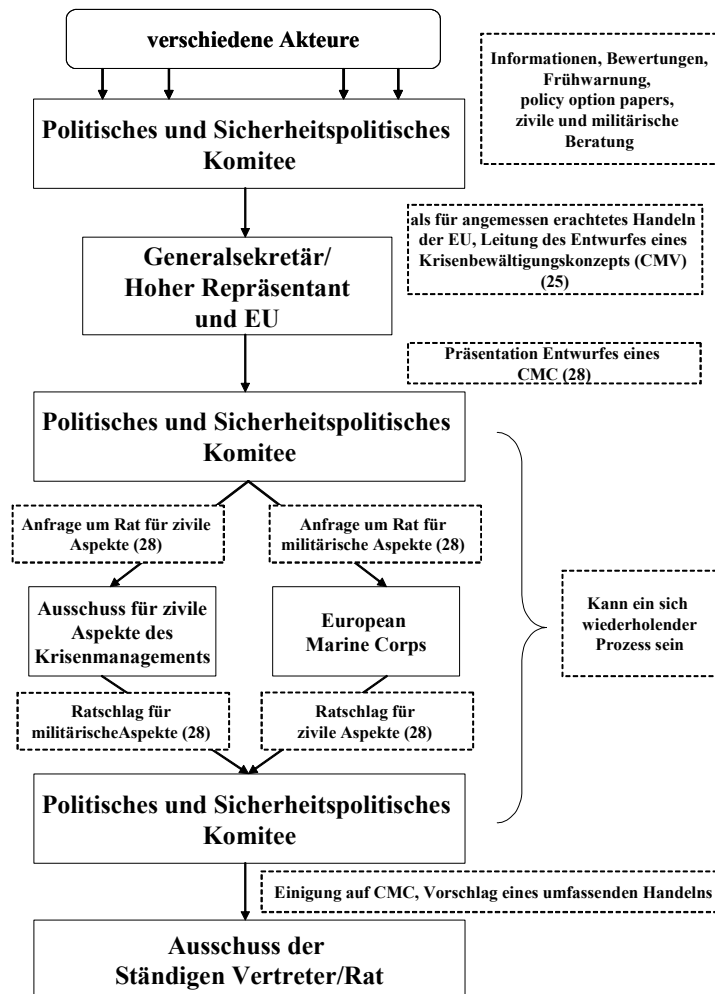 verschiedene Akteure
Informationen, Bewertungen,
Frühwarnung,
policy option papers,
zivile und militärische
Beratung
Politisches und Sicherheitspolitisches
Komitee
als für angemessen erachtetes Handeln
der EU, Leitung des Entwurfes eines
Krisenbewältigungskonzepts (CMV)
(25)
Generalsekretär/
Hoher Repräsentant
und EU
Präsentation Entwurfes eines
CMC (28)
Politisches und Sicherheitspolitisches
Komitee
Anfrage um Rat für zivile
Aspekte (28)
Anfrage um Rat für
militärische Aspekte (28)
Ausschuss für zivile
Aspekte des
Krisenmanagements
European
Marine Corps
Kann ein sich
wiederholender
Prozess sein
Ratschlag für
militärischeAspekte (28)
Ratschlag für
zivile Aspekte (28)
Politisches und Sicherheitspolitisches
Komitee
Einigung auf CMC, Vorschlag eines umfassenden Handelns
Ausschuss der
Ständigen Vertreter/Rat